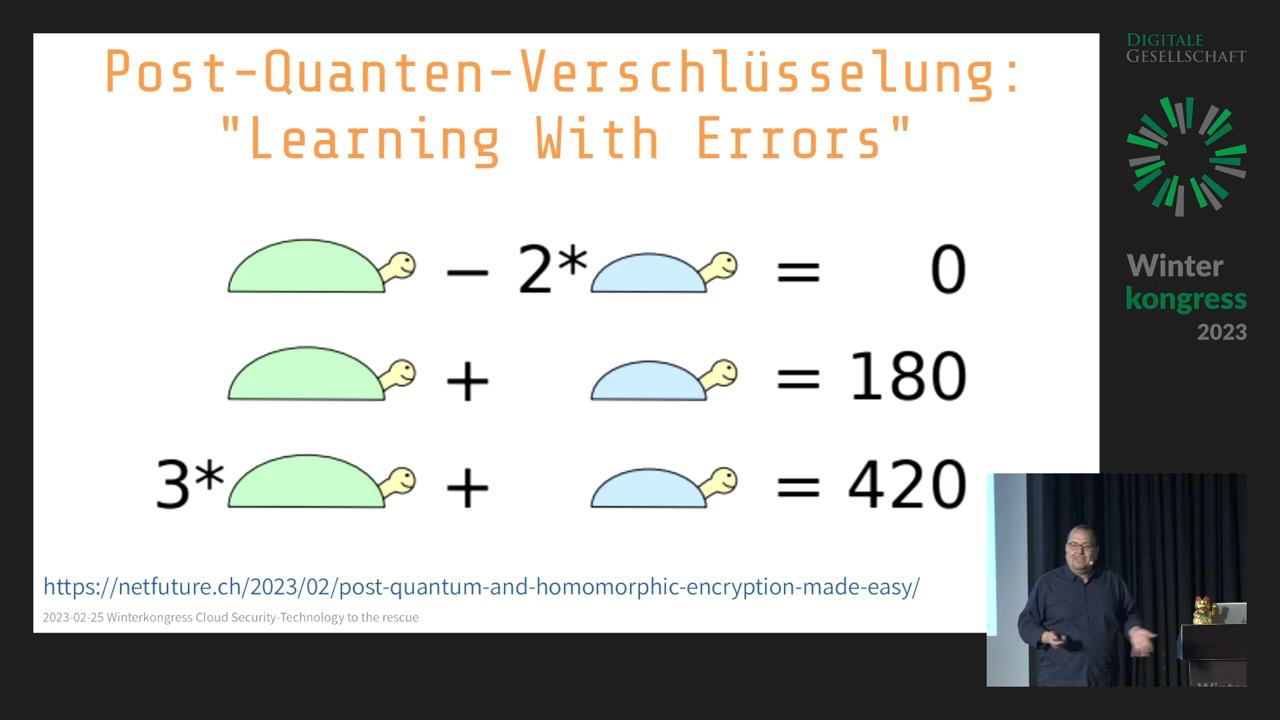 Post-Quanten-Verschlüsselung:
"Learning With Errors"
− 2* = 0
+ = 180
3* + = 420
https://netfuture.ch/2023/02/post-quantum-and-homomorphic-encryption-made-easy/
2023-02-25 Winterkongress Cloud Security-Technology to the rescue
DIGITALE
GESELLSCHAFT
Winter
kongress
2023